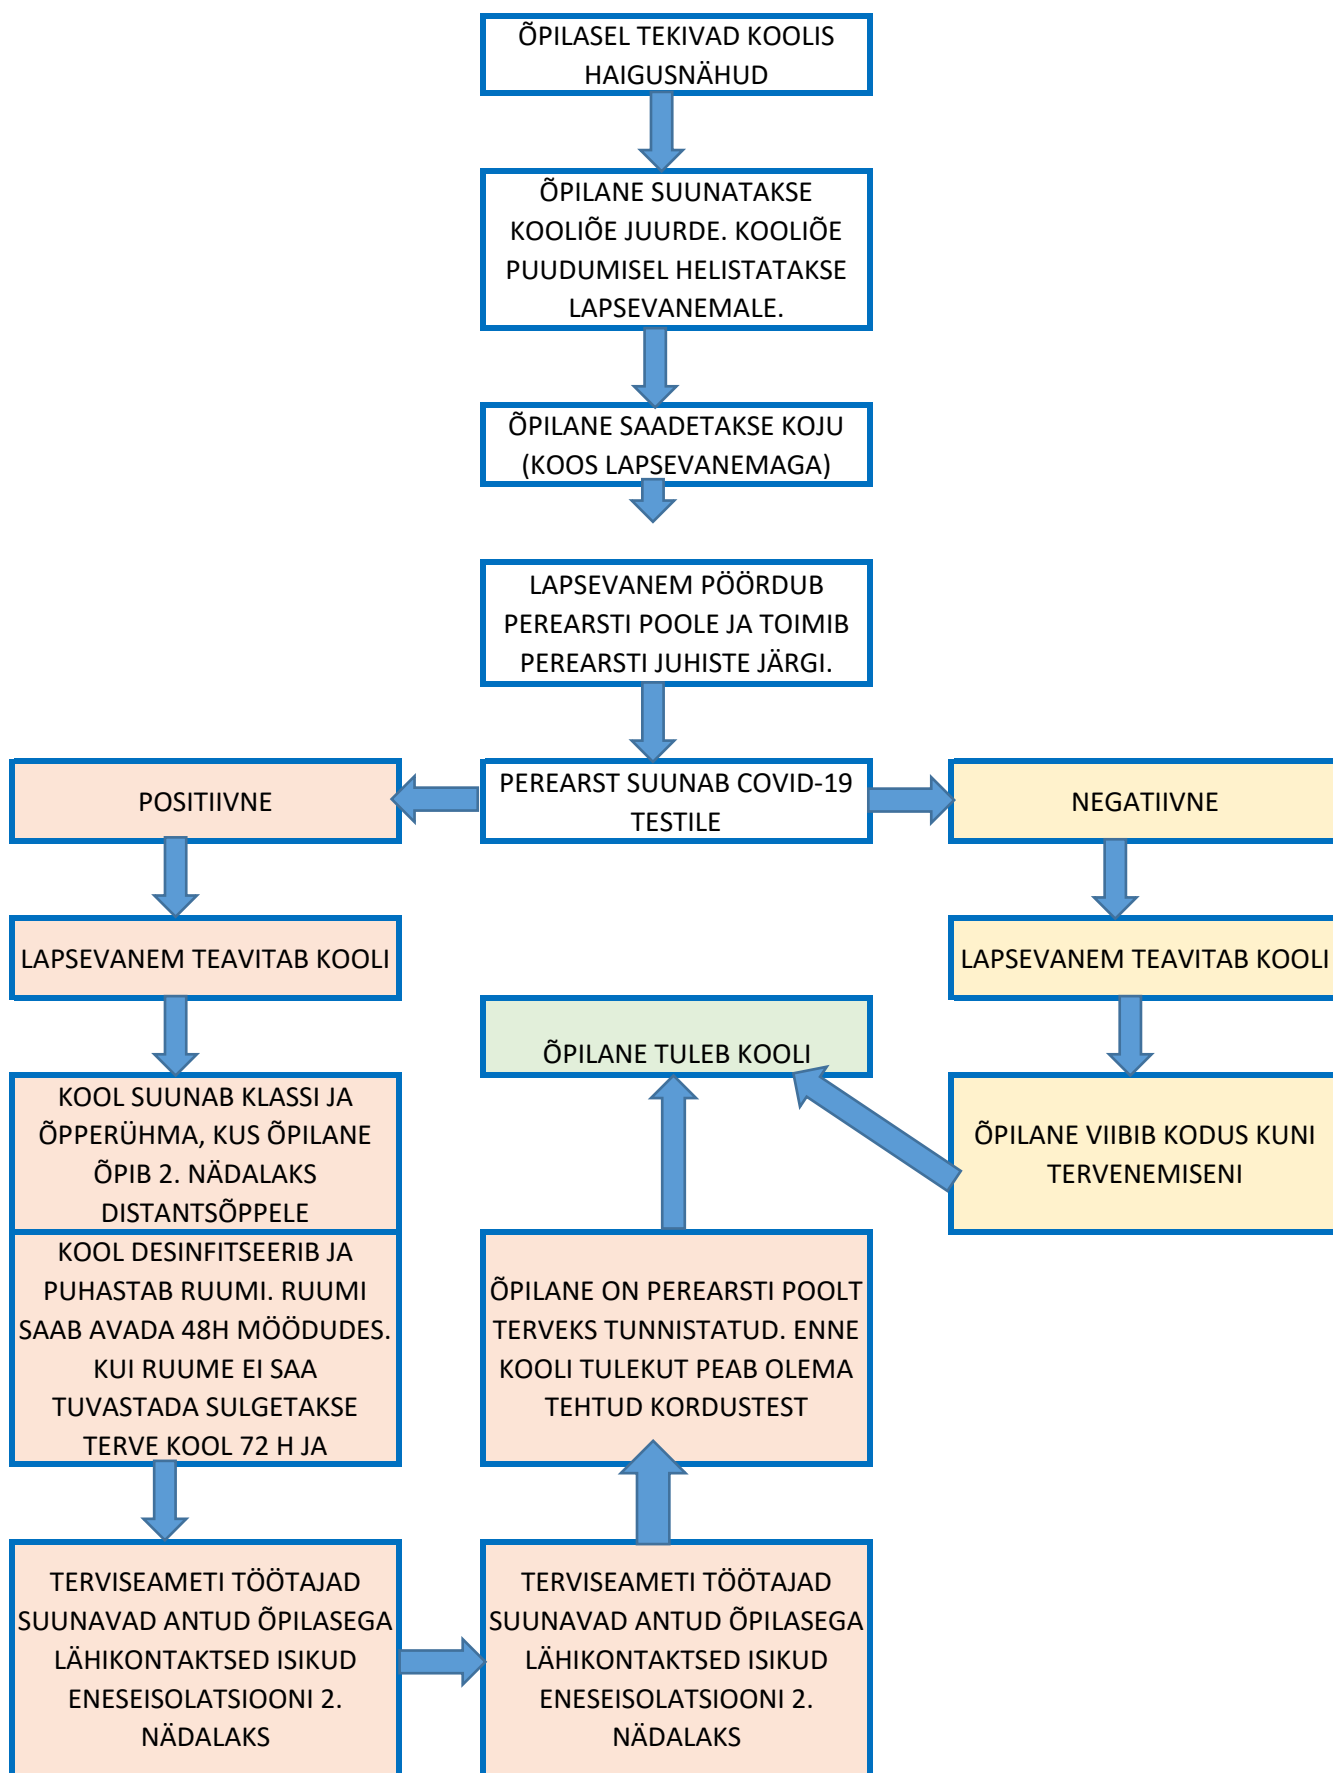 ÕPILASEL TEKIVAD KOOLIS
HAIGUSNÄHUD
ÕPILANE SUUNATAKSE
KOOLIÕE JUURDE. KOOLIÕE
PUUDUMISEL HELISTATAKSE
LAPSEVANEMALE.
ÕPILANE SAADETAKSE KOJU
(KOOS LAPSEVANEMAGA)
LAPSEVANEM PÖÖRDUB
PEREARSTI POOLE JA TOIMIB
PEREARSTI JUHISTE JÄRGI.
PEREARST SUUNAB COVID-19
TESTILE
POSITIIVNE
NEGATIIVNE
LAPSEVANEM TEAVITAB KOOLI
LAPSEVANEM TEAVITAB KOOLI
ÕPILANE TULEB KOOLI
KOOL SUUNAB KLASSI JA
ÕPPERÜHMA, KUS ÕPILANE
ÕPIB 2. NÄDALAKS
DISTANTSÕPPELE
ÕPILANE VIIBIB KODUS KUNI
TERVENEMISENI
KOOL DESINFITSEERIB JA
PUHASTAB RUUMI. RUUMI
SAAB AVADA 48H MÖÖDUDES.
KUI RUUME EI SAA
TUVASTADA SULGETAKSE
TERVE KOOL 72 H JA
ÕPILANE ON PEREARSTI POOLT
TERVEKS TUNNISTATUD. ENNE
KOOLI TULEKUT PEAB OLEMA
TEHTUD KORDUSTEST
TERVISEAMETI TÖÖTAJAD
SUUNAVAD ANTUD ÕPILASEGA
LÄHIKONTAKTSED ISIKUD
ENESEISOLATSIOONI 2.
NÄDALAKS
TERVISEAMETI TÖÖTAJAD
SUUNAVAD ANTUD ÕPILASEGA
LÄHIKONTAKTSED ISIKUD
ENESEISOLATSIOONI 2.
NÄDALAKS